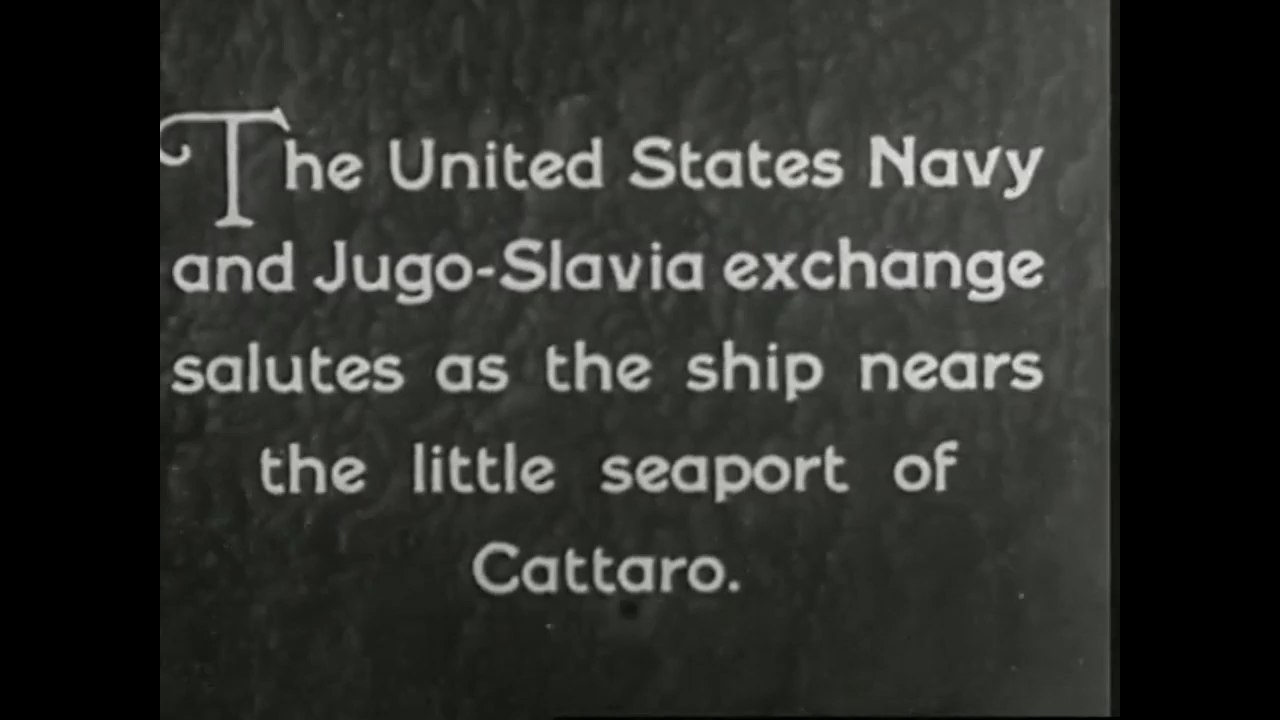 The United States Navy
and Jugo-Slavia exchange
salutes as the ship nears
the little seaport of
Cattaro.